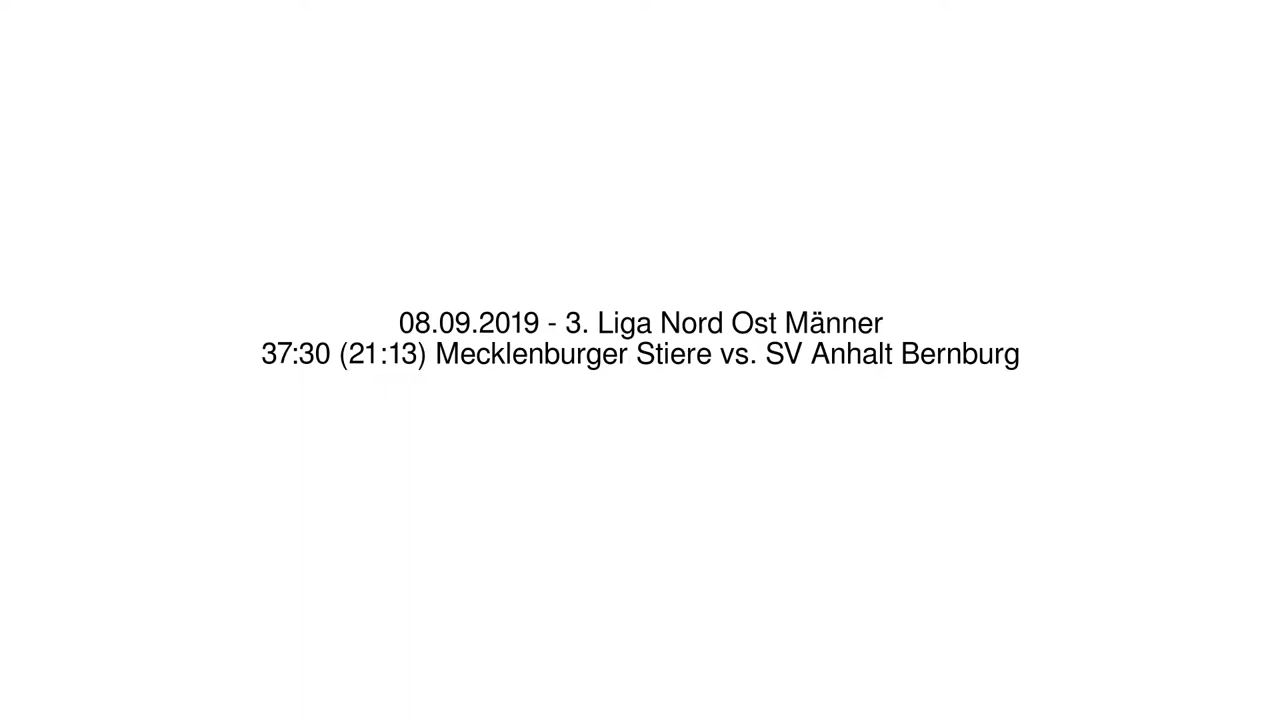 08.09.2019 - 3. Liga Nord Ost Männer
37:30 (21:13) Mecklenburger Stiere vs. SV Anhalt Bernburg